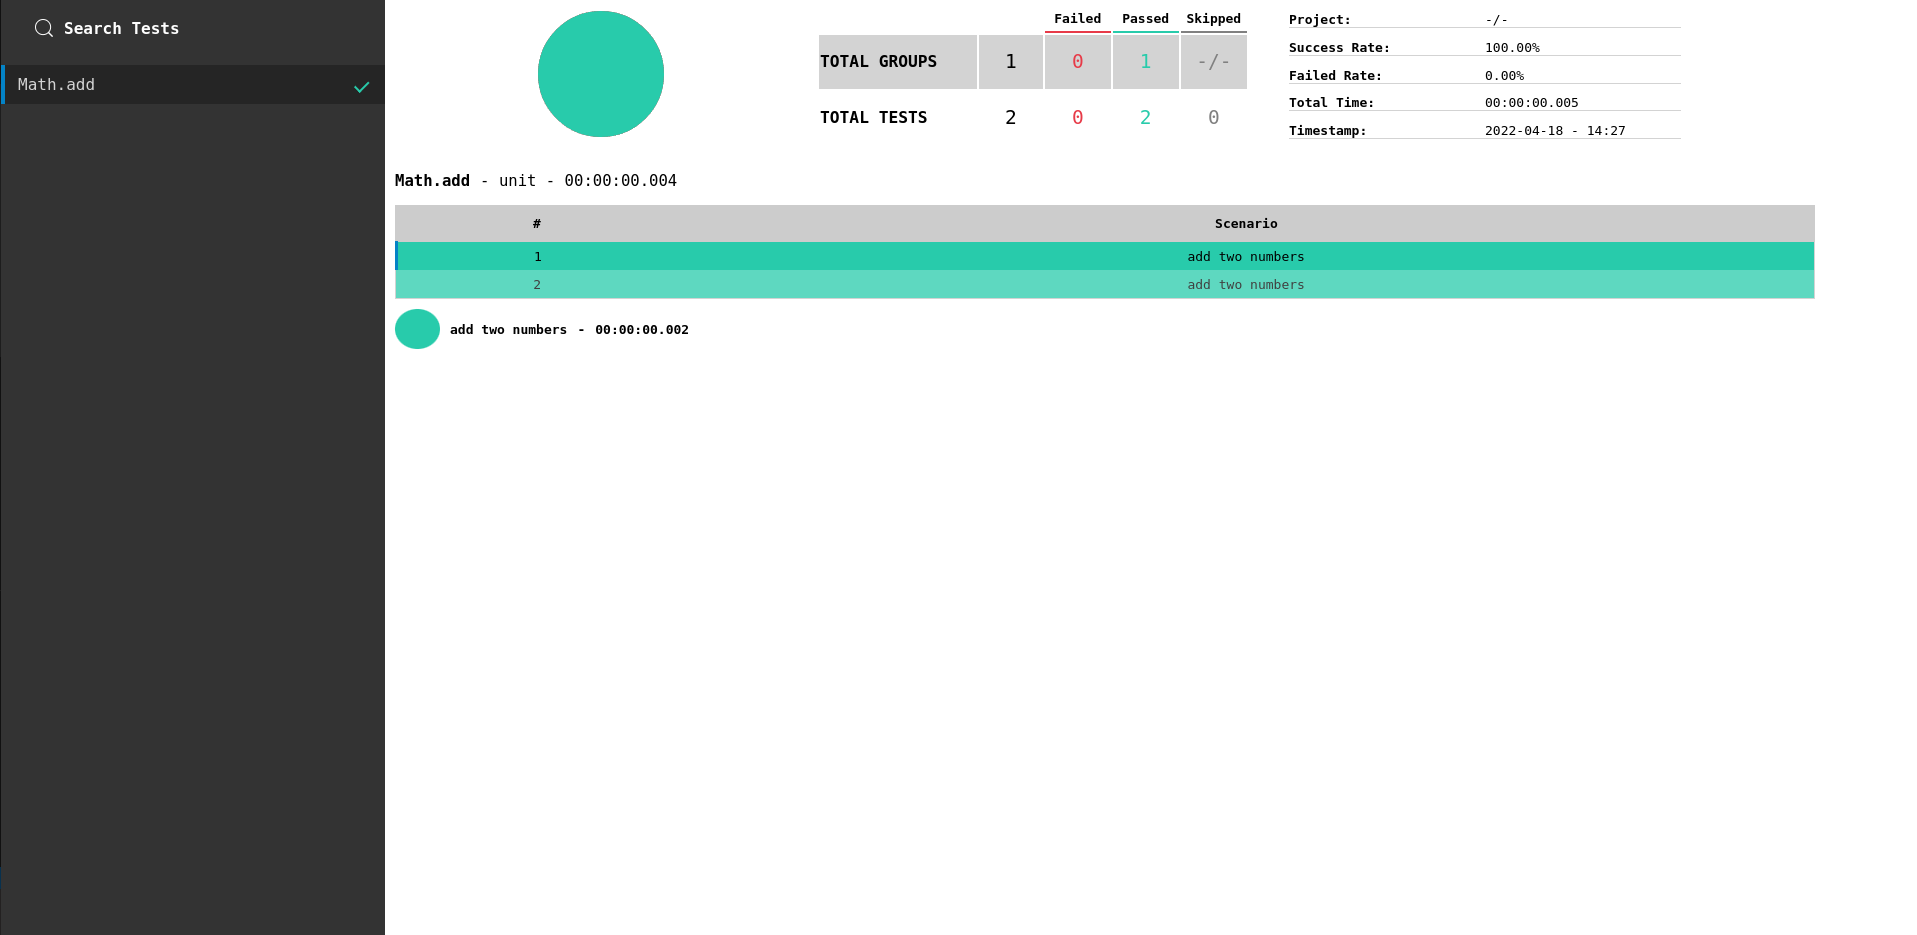 Search Tests
Math.add
Failed Passed Skipped
TOTAL GROUPS 1 0 1 -/-
TOTAL TESTS 2 0 2 0
Project: -/-
Success Rate: 100.00%
Failed Rate: 0.00%
Total Time: 00:00:00.005
Timestamp: 2022-04-18 - 14:27
Math.add - unit - 00:00:00.004
# Scenario
1 add two numbers
2 add two numbers
add two numbers - 00:00:00.002